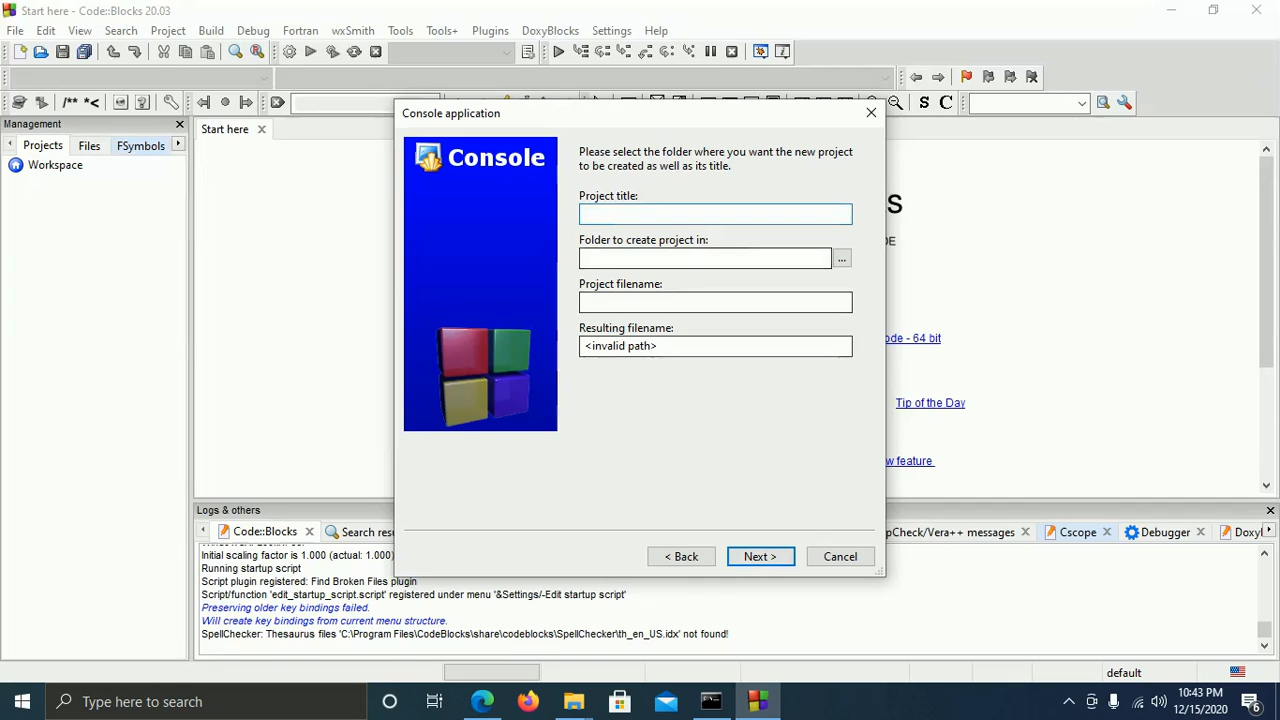 Start here - Code::Blocks 20.03
File Edit View Search Project Build Debug Fortran wxSmith Tools Tools+ Plugins DoxyBlocks Settings Help
/** *<
S C
Management
Projects Files FSymbols
Workspace
Start here
Console application
Console
Please select the folder where you want the new project
to be created as well as its title.
Project title:
Folder to create project in:
...
Project filename:
Resulting filename:
<invalid path>
< Back Next > Cancel
S
DE
ode - 64 bit
Tip of the Day
w feature
Logs & others
Code::Blocks Search resu pCheck/Vera++ messages Cscope Debugger Doxyl
Initial scaling factor is 1.000 (actual: 1.000)
Running startup script
Script plugin registered: Find Broken Files plugin
Script/function 'edit_startup_script.script' registered under menu '&Settings/-Edit startup script'
Preserving older key bindings failed.
Will create key bindings from current menu structure.
SpellChecker: Thesaurus files 'C:\Program Files\CodeBlocks\share\codeblocks\SpellChecker\th_en_US.idx' not found!
default
Type here to search
10:43 PM
12/15/2020
6